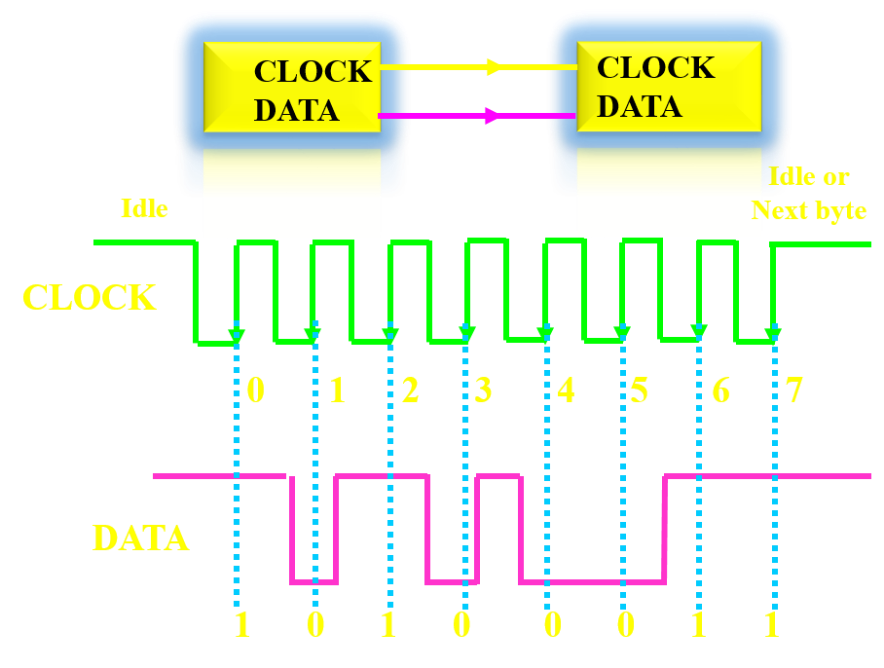 CLOCK
DATA
CLOCK
DATA
Idle
Idle or
Next byte
CLOCK
0 1 2 3 4 5 6 7
DATA
1 0 1 0 0 0 1 1